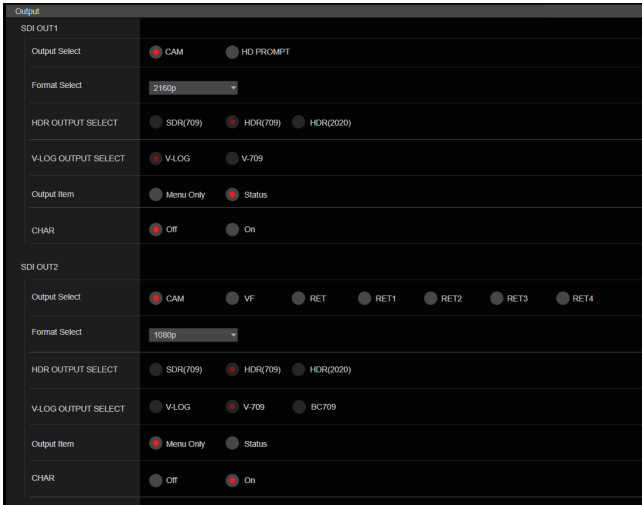 Output
SDI OUT1
Output Select CAM HD PROMPT
Format Select 2160p
HDR OUTPUT SELECT SDR(709) HDR(709) HDR(2020)
V-LOG OUTPUT SELECT V-LOG V-709
Output Item Menu Only Status
CHAR Off On
SDI OUT2
Output Select CAM VF RET RET1 RET2 RET3 RET4
Format Select 1080p
HDR OUTPUT SELECT SDR(709) HDR(709) HDR(2020)
V-LOG OUTPUT SELECT V-LOG V-709 BC709
Output Item Menu Only Status
CHAR Off On